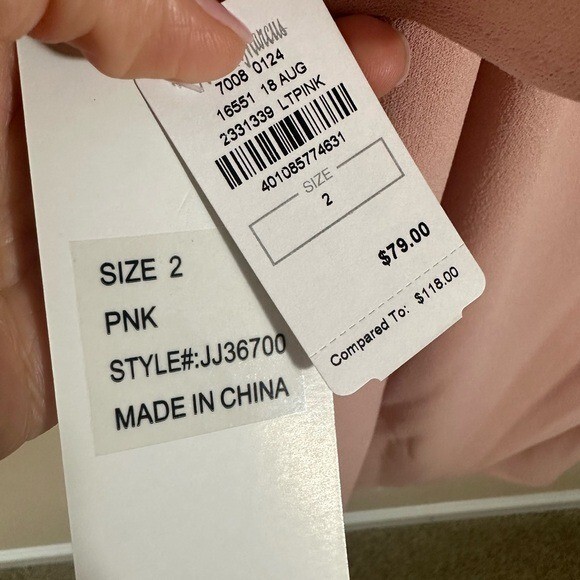 Marcus
7008 0124
16551 18 AUG
2331339 LTPINK
401085774631
SIZE
2
$79.00
Compared To: $118.00
SIZE 2
PNK
STYLE#:JJ36700
MADE IN CHINA